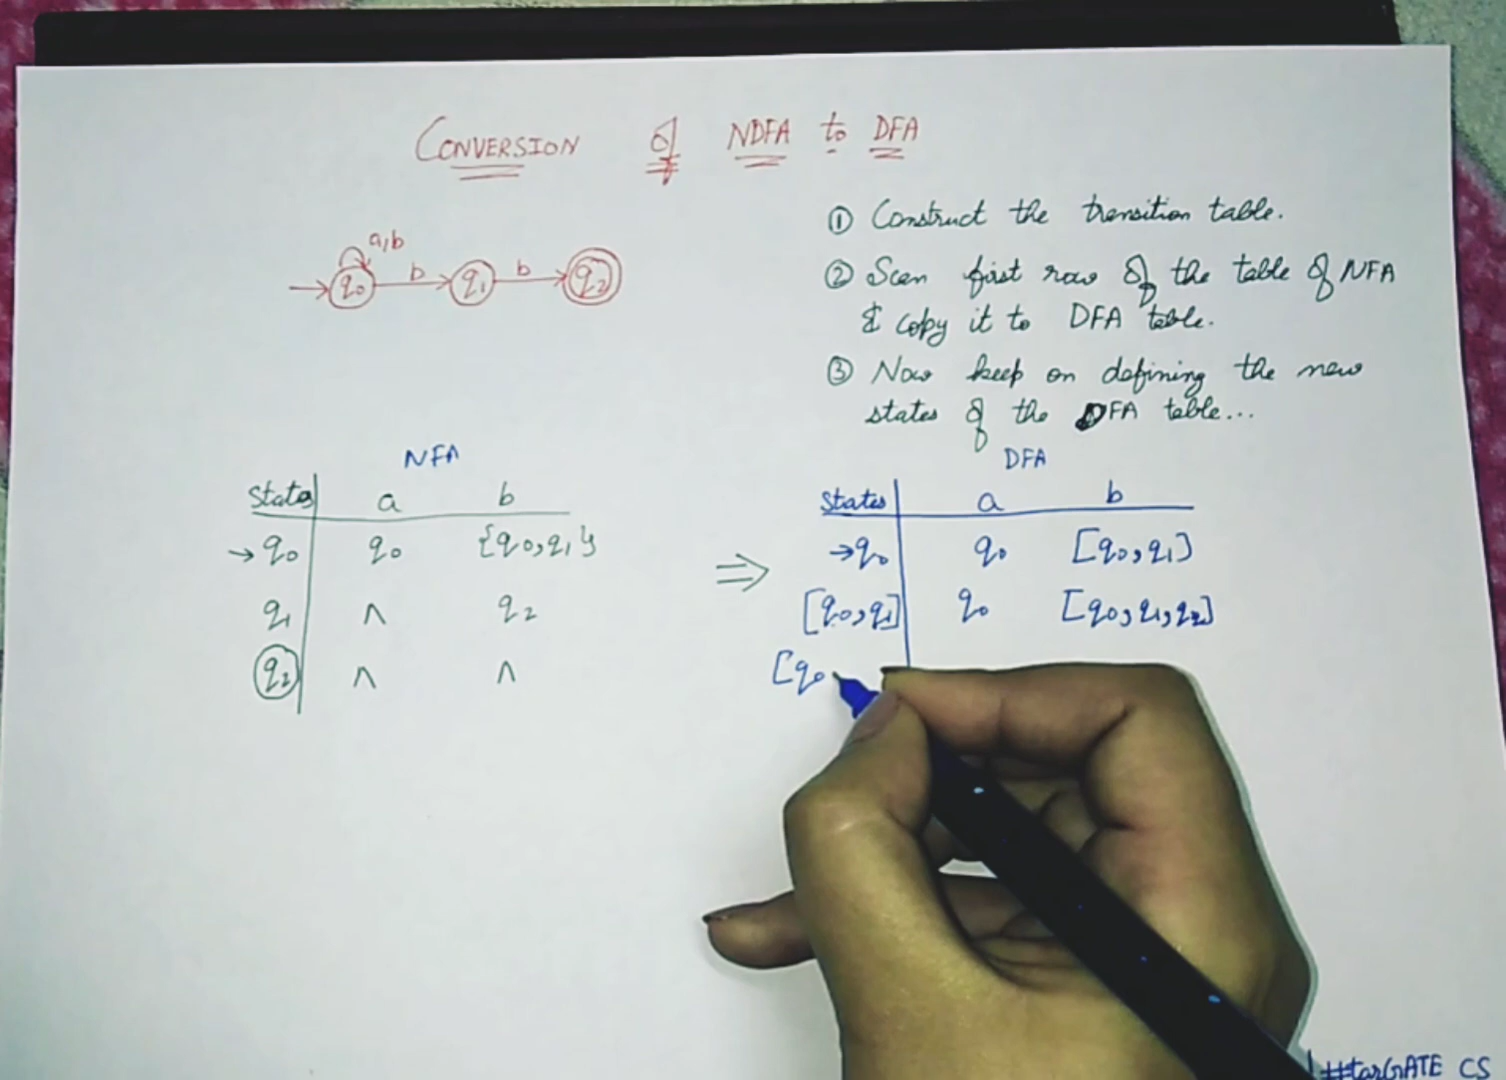 CONVERSION of NDFA to DFA
a,b
q0 b q1 b q2
① Construct the transition table.
② Scan first row of the table of NFA
& copy it to DFA table.
③ Now keep on defining the new
states of the DFA table...
NFA
States a b
→q0 q0 {q0,q1}
q1 ∧ q2
q2 ∧ ∧
⇒
DFA
States a b
→q0 q0 [q0,q1]
[q0,q1] q0 [q0,q1,q2]
[q0
#tarGATE CS